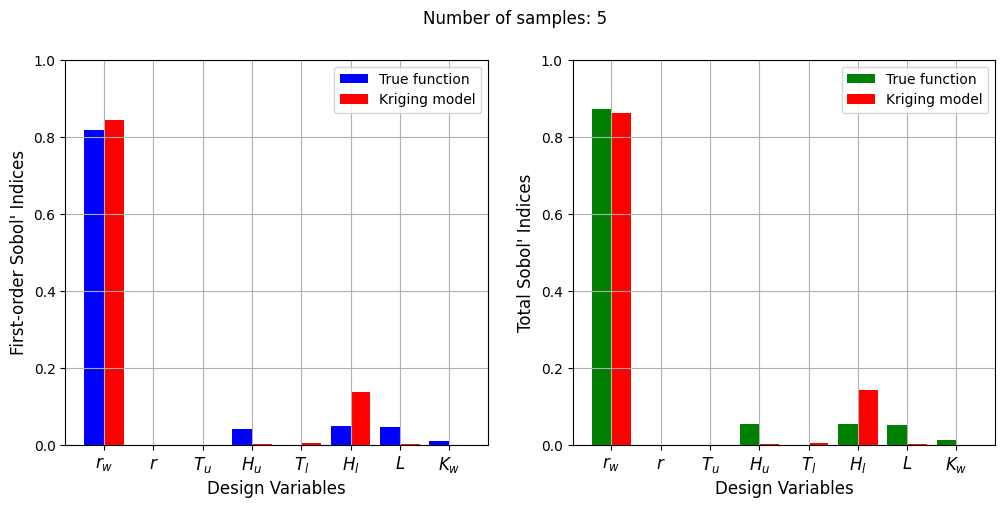 Number of samples: 5
First-order Sobol' Indices
1.0
0.8
0.6
0.4
0.2
0.0
True function
Kriging model
r_w r T_u H_u T_l H_l L K_w
Design Variables
Total Sobol' Indices
1.0
0.8
0.6
0.4
0.2
0.0
True function
Kriging model
r_w r T_u H_u T_l H_l L K_w
Design Variables